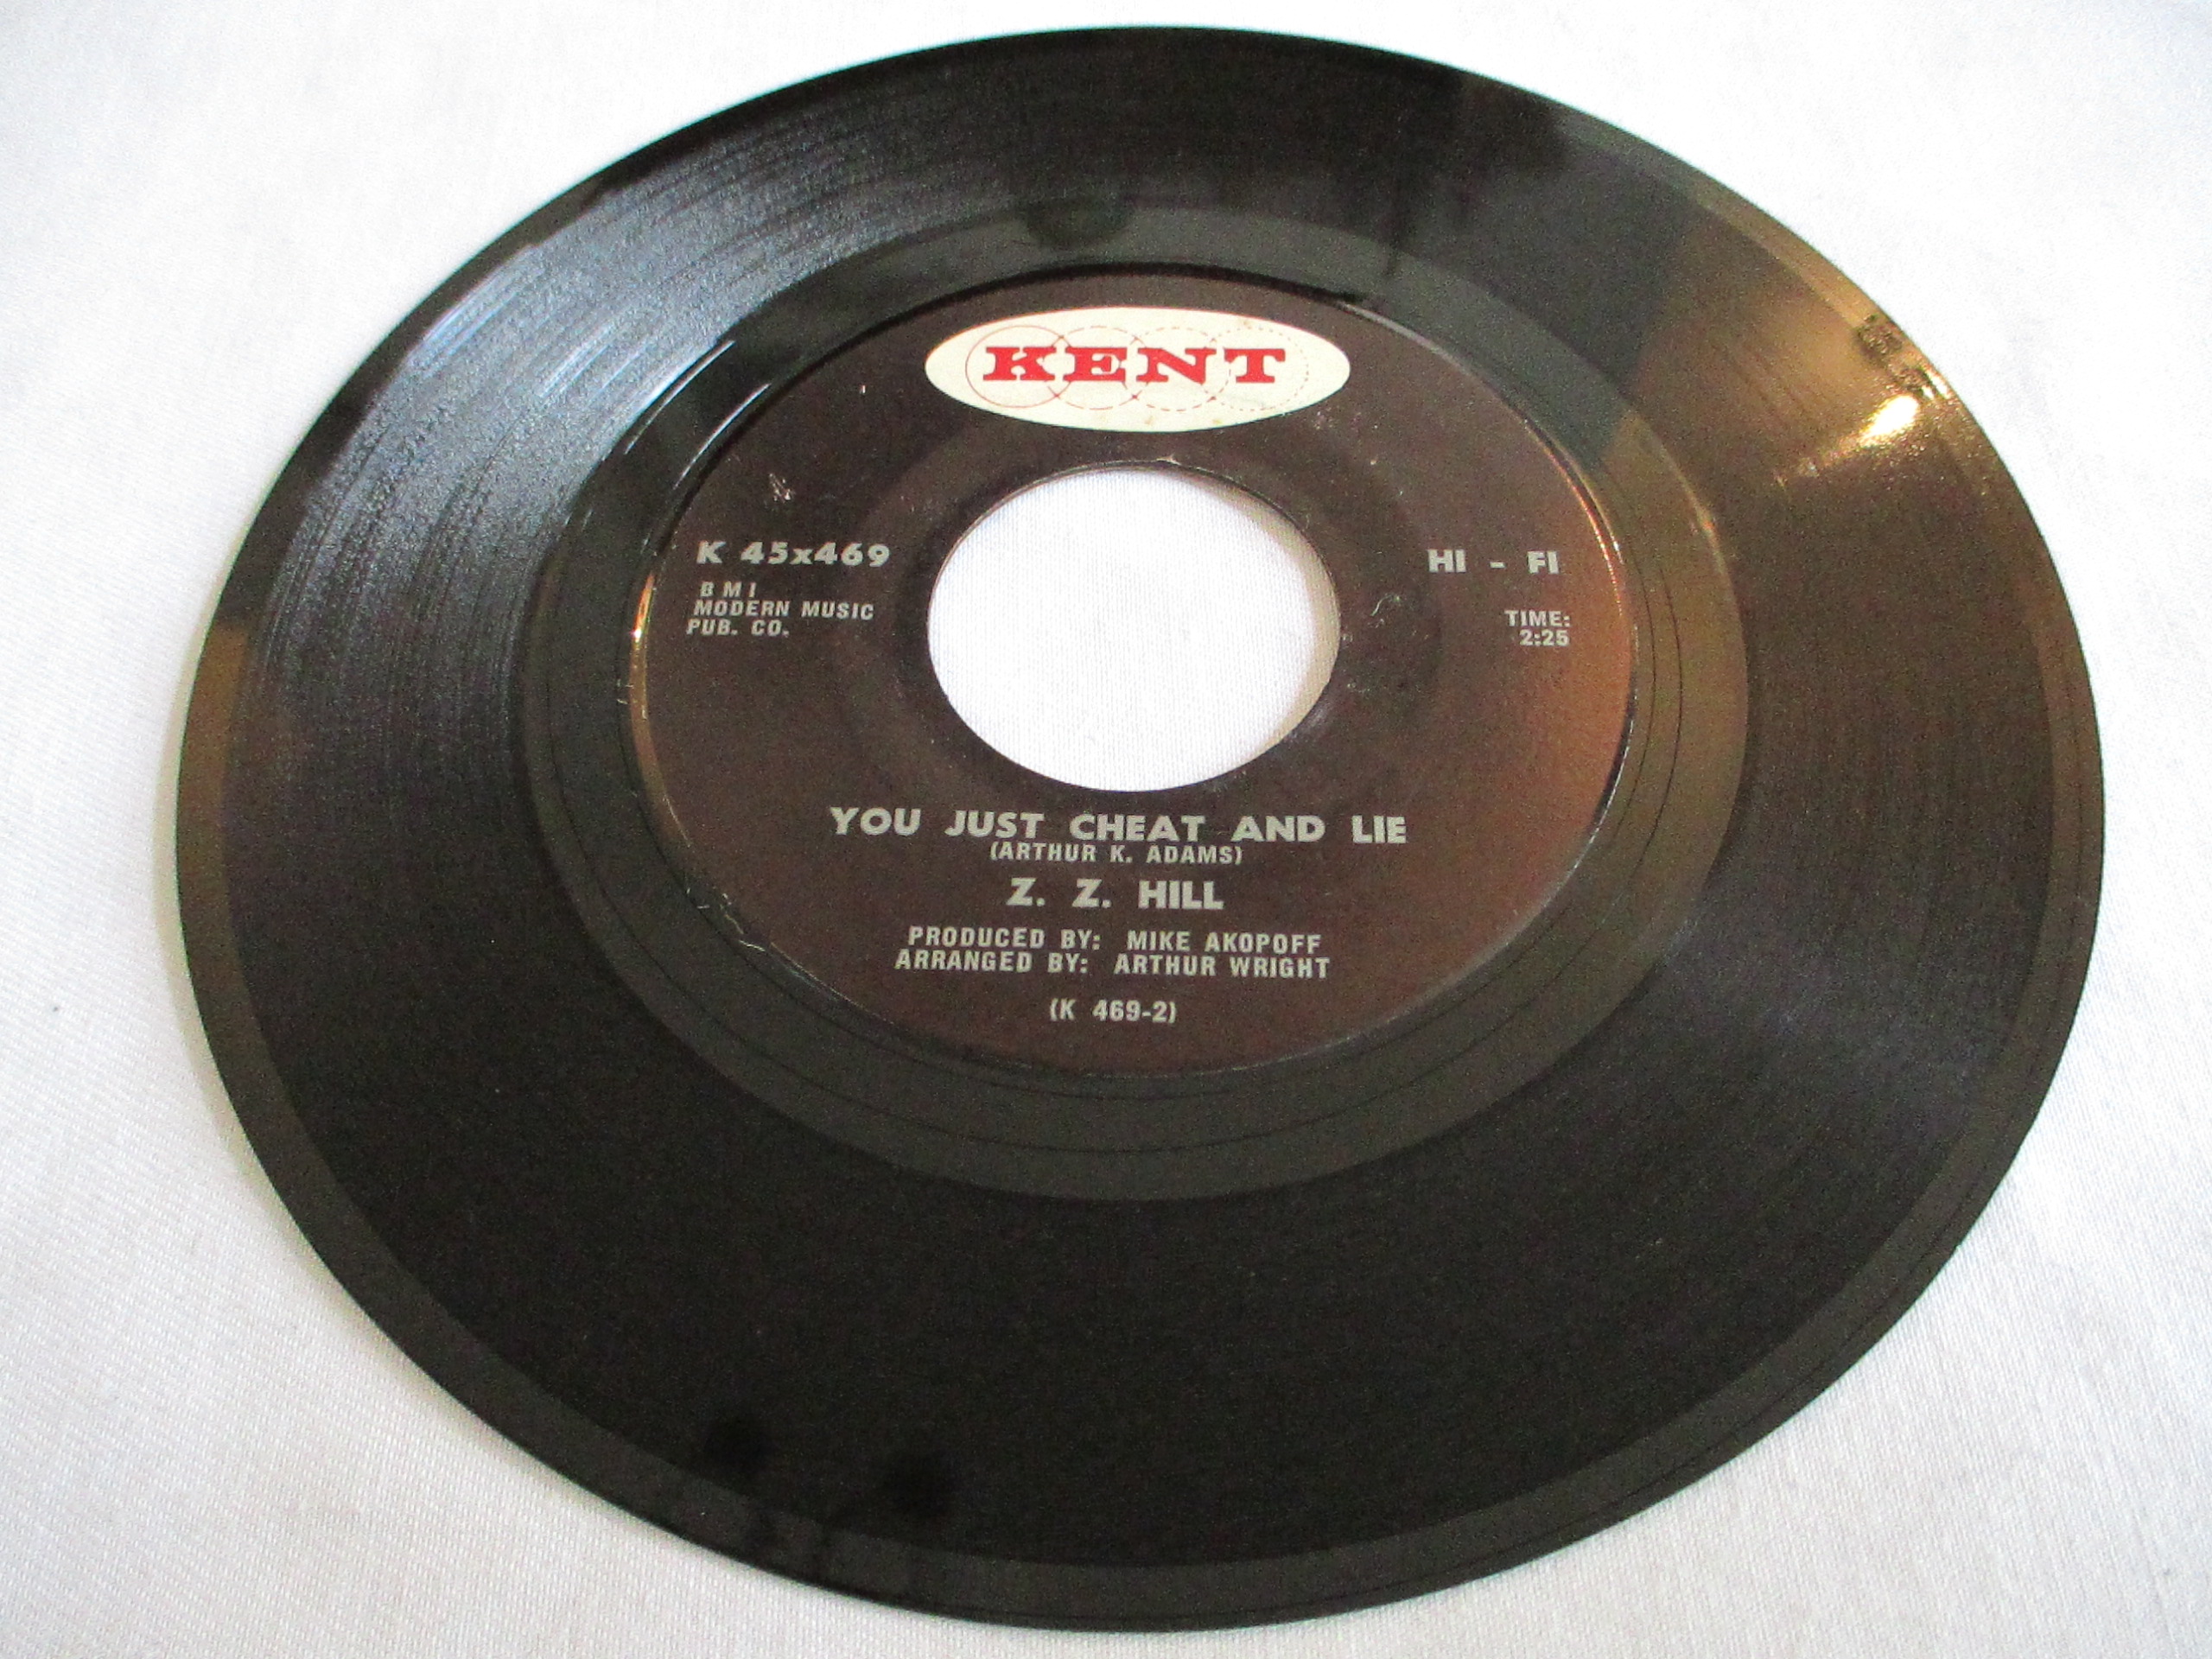 KENT
K 45x469
HI - FI
BMI
MODERN MUSIC
PUB. CO.
TIME:
2:25
YOU JUST CHEAT AND LIE
(ARTHUR K. ADAMS)
Z. Z. HILL
PRODUCED BY: MIKE AKOPOFF
ARRANGED BY: ARTHUR WRIGHT
(K 469-2)